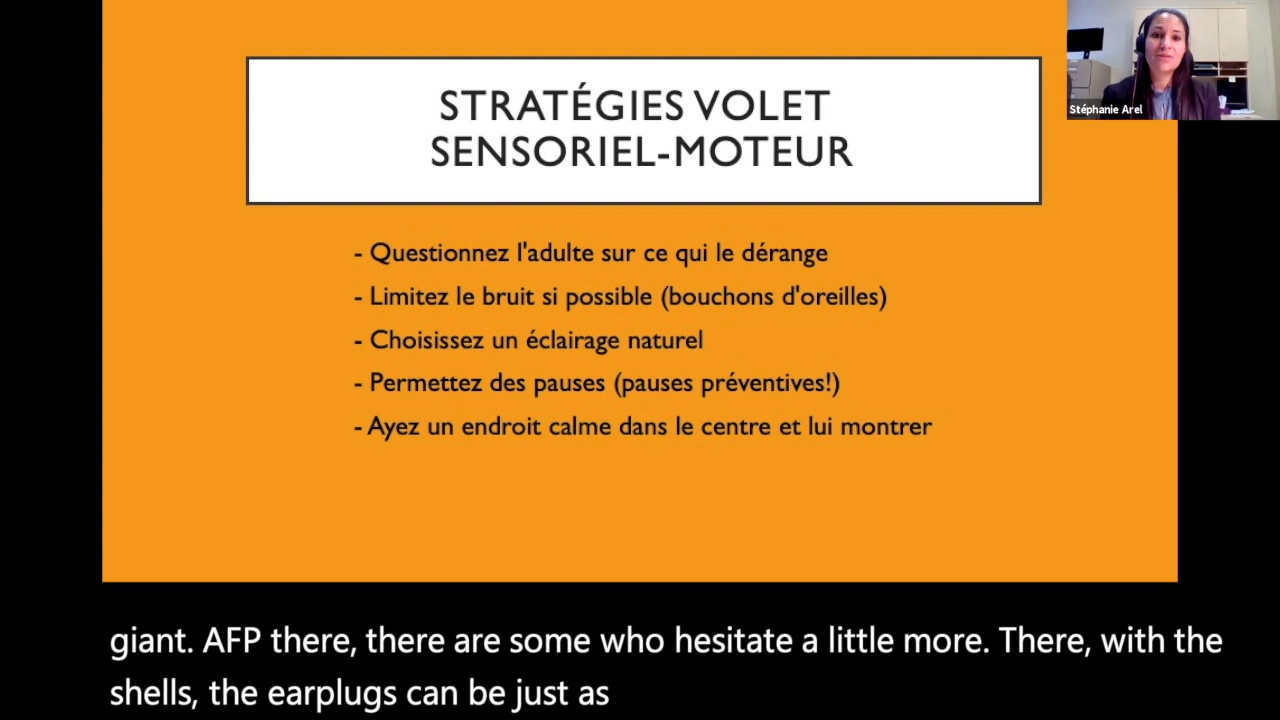 STRATÉGIES VOLET
SENSORIEL-MOTEUR
- Questionnez l'adulte sur ce qui le dérange
- Limitez le bruit si possible (bouchons d'oreilles)
- Choisissez un éclairage naturel
- Permettez des pauses (pauses préventives!)
- Ayez un endroit calme dans le centre et lui montrer
Stéphanie Arel
giant. AFP there, there are some who hesitate a little more. There, with the
shells, the earplugs can be just as